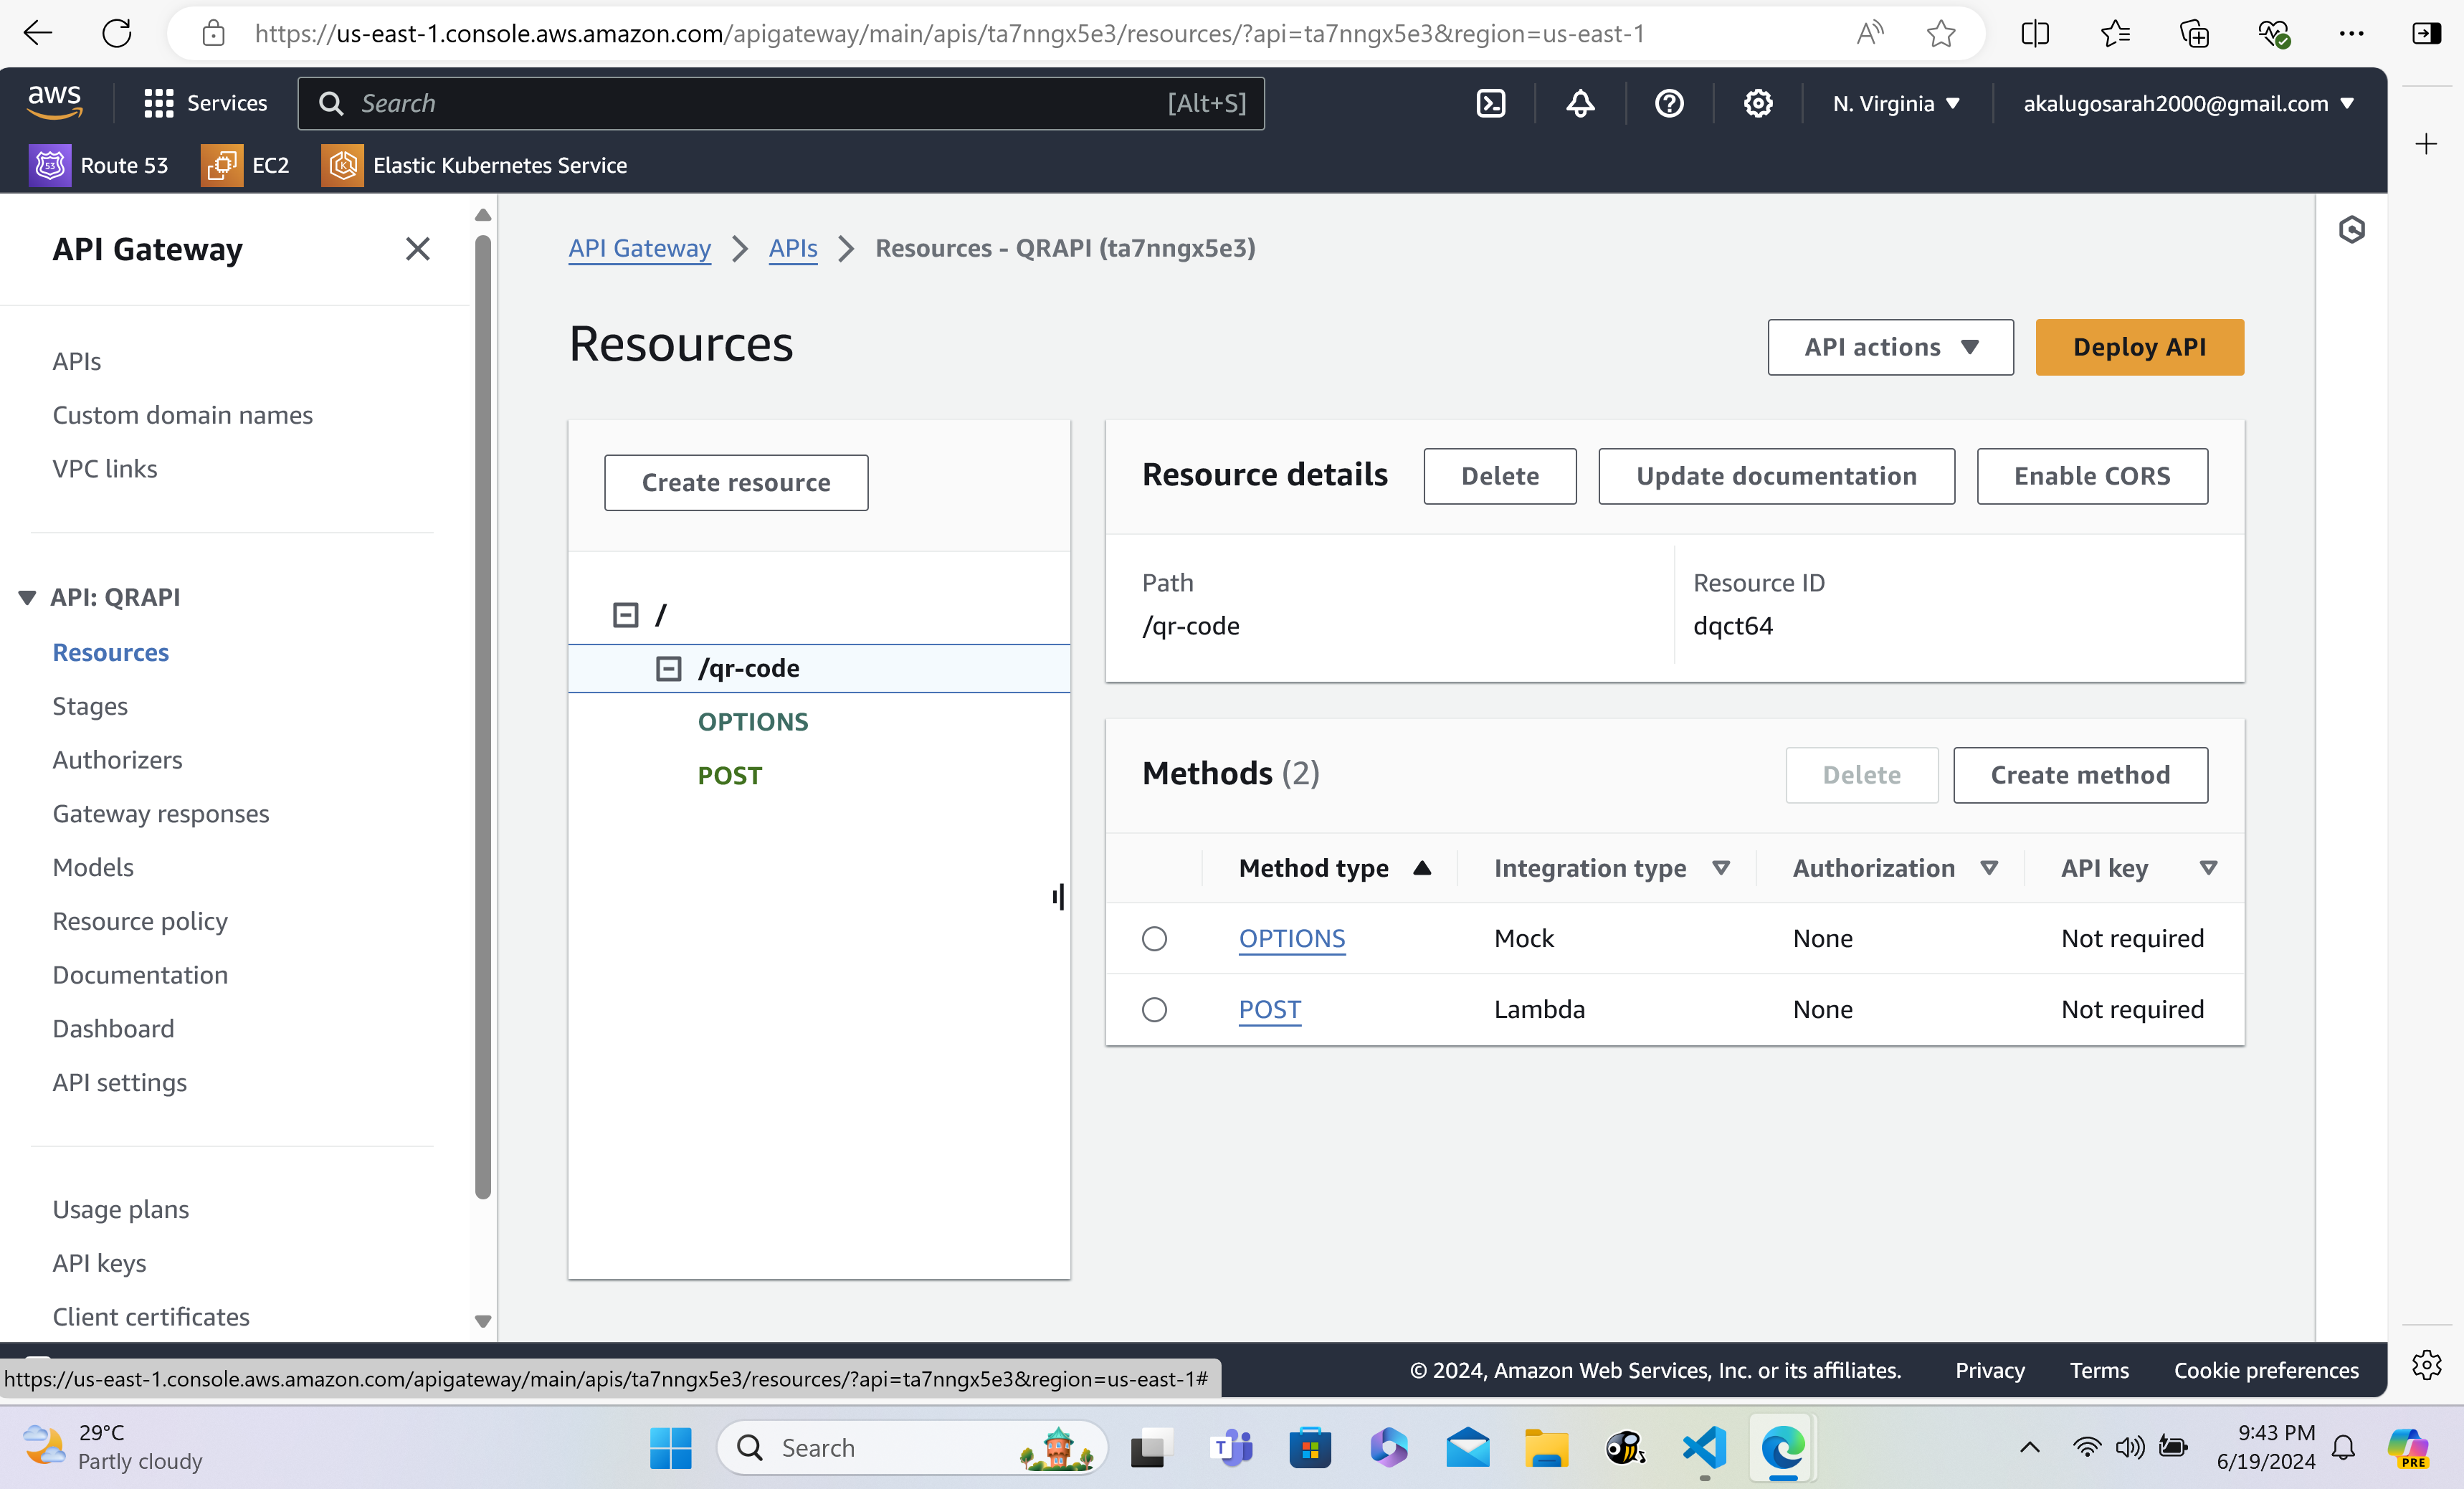 https://us-east-1.console.aws.amazon.com/apigateway/main/apis/ta7nngx5e3/resources/?api=ta7nngx5e3&region=us-east-1
aws
Services
Search
[Alt+S]
N. Virginia
akalugosarah2000@gmail.com
53
Route 53
EC2
Elastic Kubernetes Service
API Gateway
APIs
Custom domain names
VPC links
API: QRAPI
Resources
Stages
Authorizers
Gateway responses
Models
Resource policy
Documentation
Dashboard
API settings
Usage plans
API keys
Client certificates
API Gateway
APIs
Resources - QRAPI (ta7nngx5e3)
Resources
API actions
Deploy API
Create resource
/
/qr-code
OPTIONS
POST
Resource details
Delete
Update documentation
Enable CORS
Path
Resource ID
/qr-code
dqct64
Methods (2)
Delete
Create method
Method type Integration type Authorization API key
OPTIONS Mock None Not required
POST Lambda None Not required
https://us-east-1.console.aws.amazon.com/apigateway/main/apis/ta7nngx5e3/resources/?api=ta7nngx5e3&region=us-east-1#
© 2024, Amazon Web Services, Inc. or its affiliates.
Privacy
Terms
Cookie preferences
29°C
Partly cloudy
Search
T
9:43 PM
6/19/2024
PRE